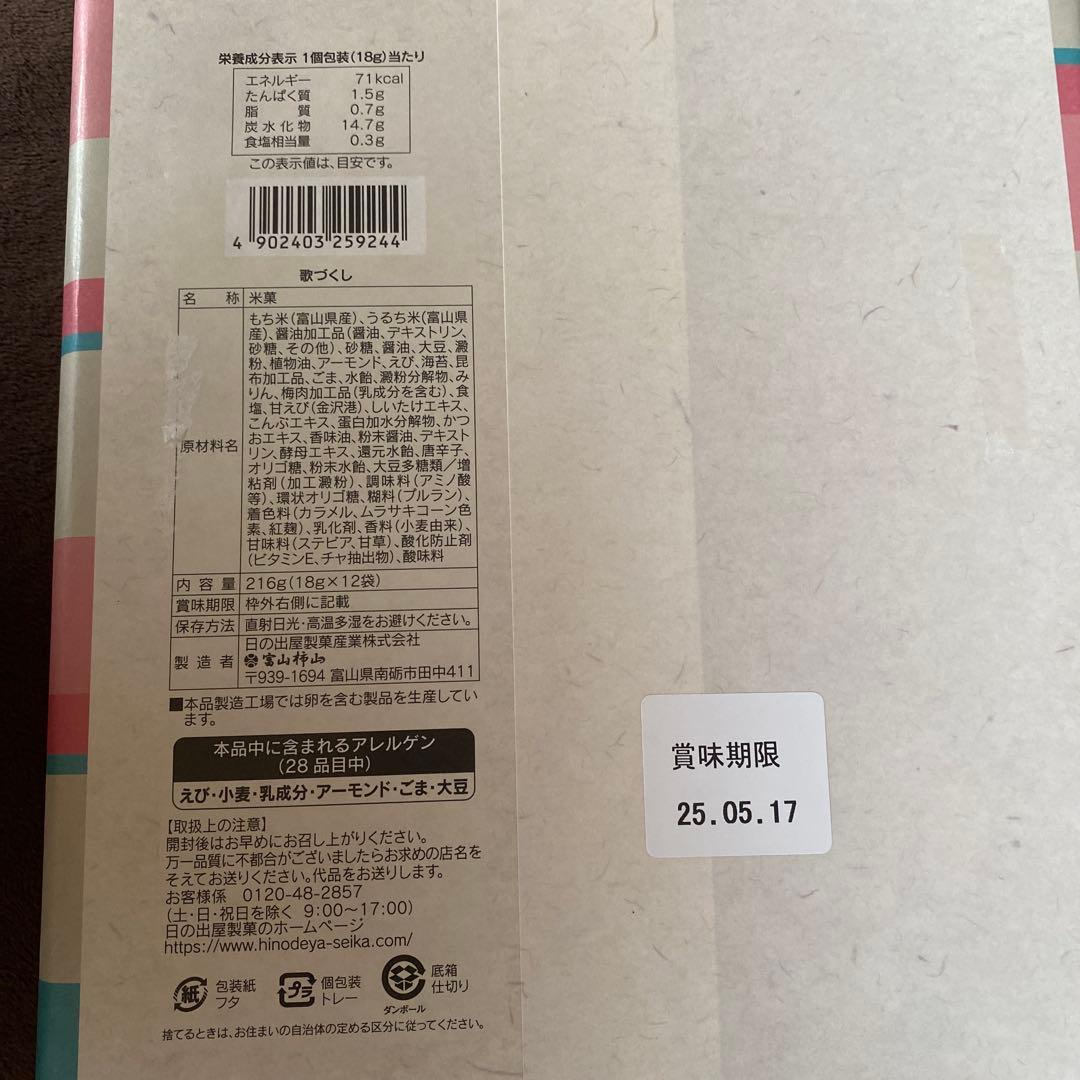 栄養成分表示 1個包装(18g)当たり
エネルギー 71kcal
たんぱく質 1.5g
脂質 0.7g
炭水化物 14.7g
食塩相当量 0.3g
この表示値は、目安です。
4 902403 259244
歌づくし
名称 米菓
原材料名
もち米(富山県産)、うるち米(富山県
産)、醤油加工品(醤油、デキストリン、
砂糖、その他)、砂糖、醤油、大豆、澱
粉、植物油、アーモンド、えび、海苔、昆
布加工品、ごま、水飴、澱粉分解物、み
りん、梅肉加工品(乳成分を含む)、食
塩、甘えび(金沢港)、しいたけエキス、
こんぶエキス、蛋白加水分解物、かつ
おエキス、香味油、粉末醤油、デキスト
リン、酵母エキス、還元水飴、唐辛子、
オリゴ糖、粉末水飴、大豆多糖類/増
粘剤(加工澱粉)、調味料(アミノ酸
等)、環状オリゴ糖、糊料(プルラン)、
着色料(カラメル、ムラサキコーン色
素、紅麹)、乳化剤、香料(小麦由来)、
甘味料(ステビア、甘草)、酸化防止剤
(ビタミンE、チャ抽出物)、酸味料
内容量 216g(18g×12袋)
賞味期限 枠外右側に記載
保存方法 直射日光・高温多湿をお避けください。
製造者
日の出屋製菓産業株式会社
富山柿山
〒939-1694 富山県南砺市田中411
■本品製造工場では卵を含む製品を生産してい
ます。
本品中に含まれるアレルゲン
(28品目中)
えび・小麦・乳成分・アーモンド・ごま・大豆
【取扱上の注意】
開封後はお早めにお召し上がりください。
万一品質に不都合がございましたらお求めの店名を
そえてお送りください。代品をお送りします。
お客様係 0120-48-2857
(土・日・祝日を除く 9:00〜17:00)
日の出屋製菓のホームページ
https://www.hinodeya-seika.com/
紙 包装紙
フタ
プラ 個包装
トレー
ダンボール 底箱
仕切り
捨てるときは、お住まいの自治体の定める区分に従ってください。
賞味期限
25.05.17